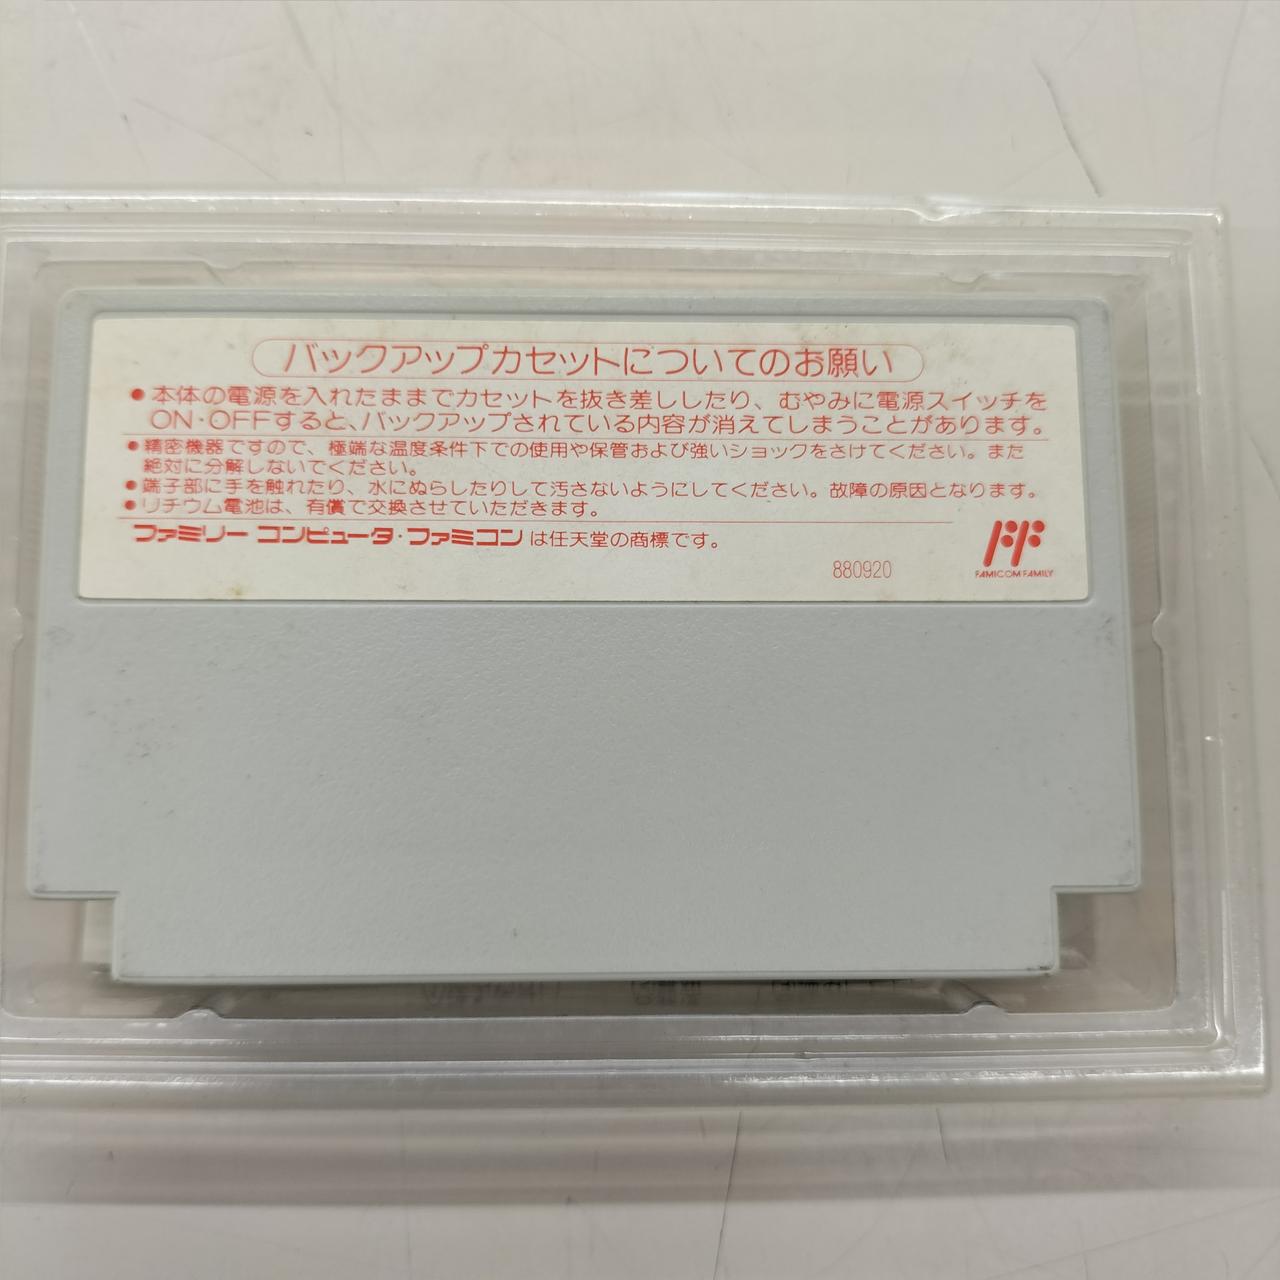 バックアップカセットについてのお願い
●本体の電源を入れたままでカセットを抜き差ししたり、むやみに電源スイッチを
ON・OFFすると、バックアップされている内容が消えてしまうことがあります。
●精密機器ですので、極端な温度条件下での使用や保管および強いショックをさけてください。また
絶対に分解しないでください。
●端子部に手を触れたり、水にぬらしたりして汚さないようにしてください。故障の原因となります。
●リチウム電池は、有償で交換させていただきます。
ファミリーコンピュータ・ファミコンは任天堂の商標です。
880920
FAMICOM FAMILY